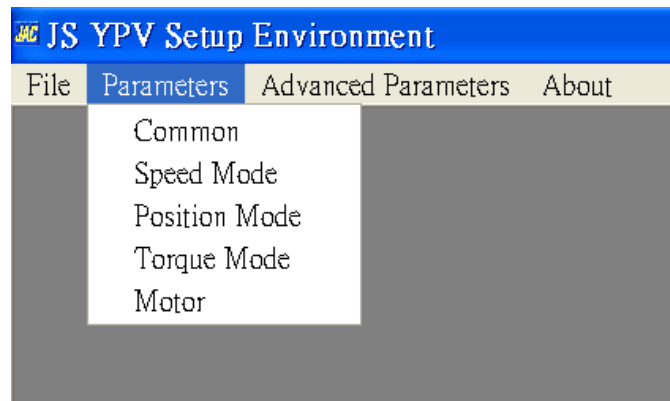 JAC JS YPV Setup Environment
File Parameters Advanced Parameters About
Common
Speed Mode
Position Mode
Torque Mode
Motor